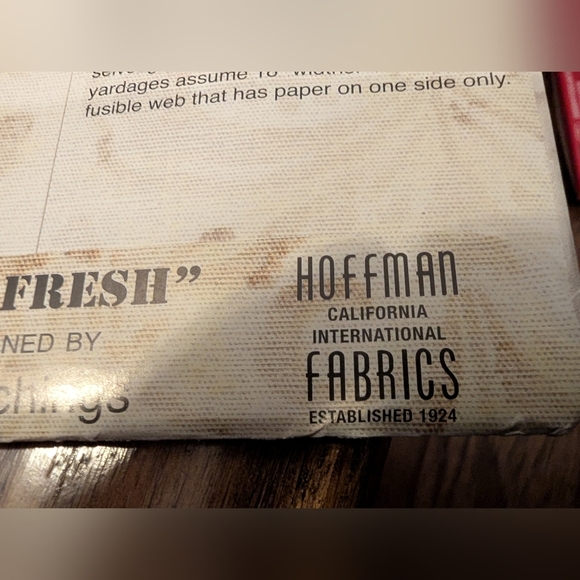 yardages assume 18" 
fusible web that has paper on one side only.
FRESH”
NED BY
chings
HOFFMAN
CALIFORNIA
INTERNATIONAL
FABRICS
ESTABLISHED 1924